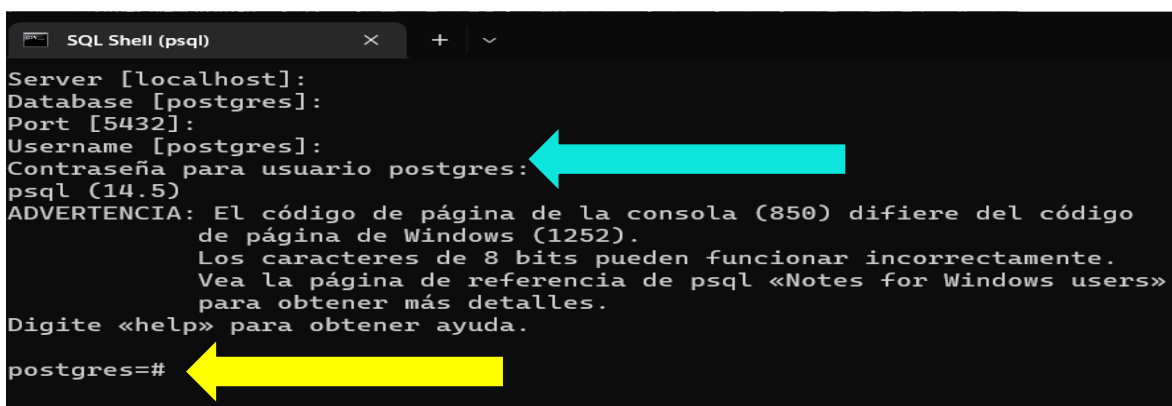 SQL Shell (psql)
Server [localhost]:
Database [postgres]:
Port [5432]:
Username [postgres]:
Contraseña para usuario postgres:
psql (14.5)
ADVERTENCIA: El código de página de la consola (850) difiere del código
de página de Windows (1252).
Los caracteres de 8 bits pueden funcionar incorrectamente.
Vea la página de referencia de psql «Notes for Windows users»
para obtener más detalles.
Digite «help» para obtener ayuda.
postgres=#